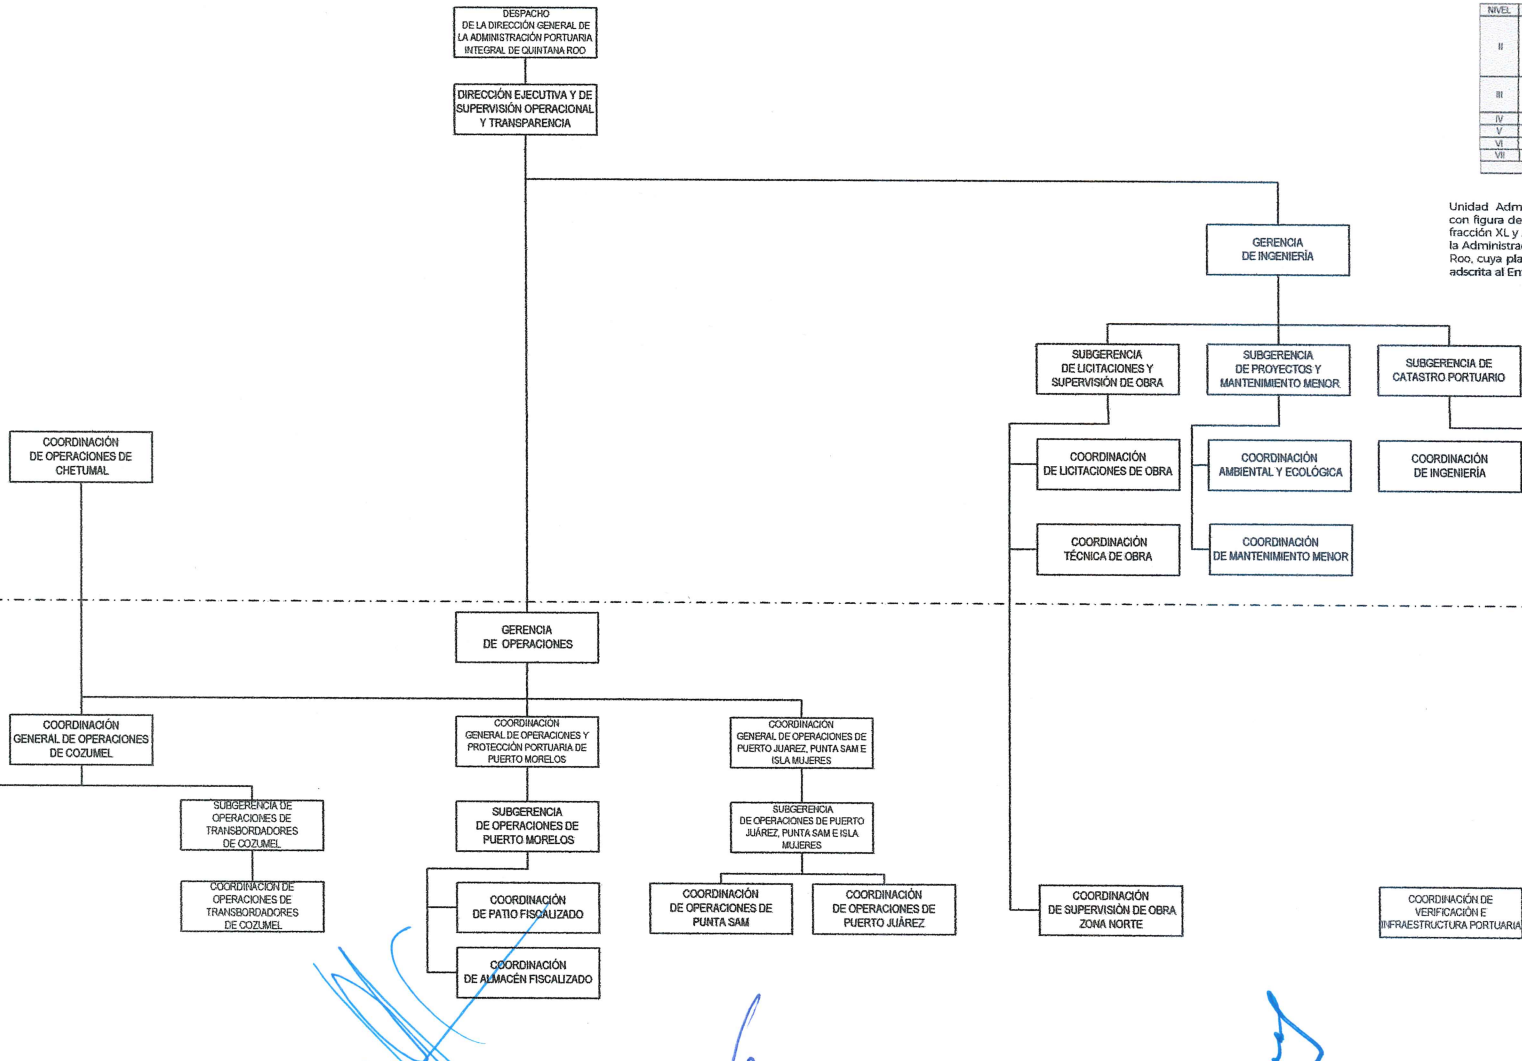 DESPACHO
DE LA DIRECCIÓN GENERAL DE
LA ADMINISTRACIÓN PORTUARIA
INTEGRAL DE QUINTANA ROO
DIRECCIÓN EJECUTIVA Y DE
SUPERVISIÓN OPERACIONAL
Y TRANSPARENCIA
NIVEL
II
III
IV
V
VI
VII
Unidad Adm
con figura de
fracción XL y
la Administra
Roo, cuya pla
adscrita al En
GERENCIA
DE INGENIERÍA
SUBGERENCIA
DE LICITACIONES Y
SUPERVISIÓN DE OBRA
SUBGERENCIA
DE PROYECTOS Y
MANTENIMIENTO MENOR
SUBGERENCIA DE
CATASTRO PORTUARIO
COORDINACIÓN
DE OPERACIONES DE
CHETUMAL
COORDINACIÓN
DE LICITACIONES DE OBRA
COORDINACIÓN
AMBIENTAL Y ECOLÓGICA
COORDINACIÓN
DE INGENIERÍA
COORDINACIÓN
TÉCNICA DE OBRA
COORDINACIÓN
DE MANTENIMIENTO MENOR
GERENCIA
DE OPERACIONES
COORDINACIÓN
GENERAL DE OPERACIONES
DE COZUMEL
COORDINACIÓN
GENERAL DE OPERACIONES Y
PROTECCIÓN PORTUARIA DE
PUERTO MORELOS
COORDINACIÓN
GENERAL DE OPERACIONES DE
PUERTO JUAREZ, PUNTA SAM E
ISLA MUJERES
SUBGERENCIA DE
OPERACIONES DE
TRANSBORDADORES
DE COZUMEL
SUBGERENCIA
DE OPERACIONES DE
PUERTO MORELOS
SUBGERENCIA
DE OPERACIONES DE PUERTO
JUÁREZ, PUNTA SAM E ISLA
MUJERES
COORDINACIÓN DE
OPERACIONES DE
TRANSBORDADORES
DE COZUMEL
COORDINACIÓN
DE PATIO FISCALIZADO
COORDINACIÓN
DE OPERACIONES DE
PUNTA SAM
COORDINACIÓN
DE OPERACIONES DE
PUERTO JUÁREZ
COORDINACIÓN
DE SUPERVISIÓN DE OBRA
ZONA NORTE
COORDINACIÓN DE
VERIFICACIÓN E
INFRAESTRUCTURA PORTUARIA
COORDINACIÓN
DE ALMACÉN FISCALIZADO